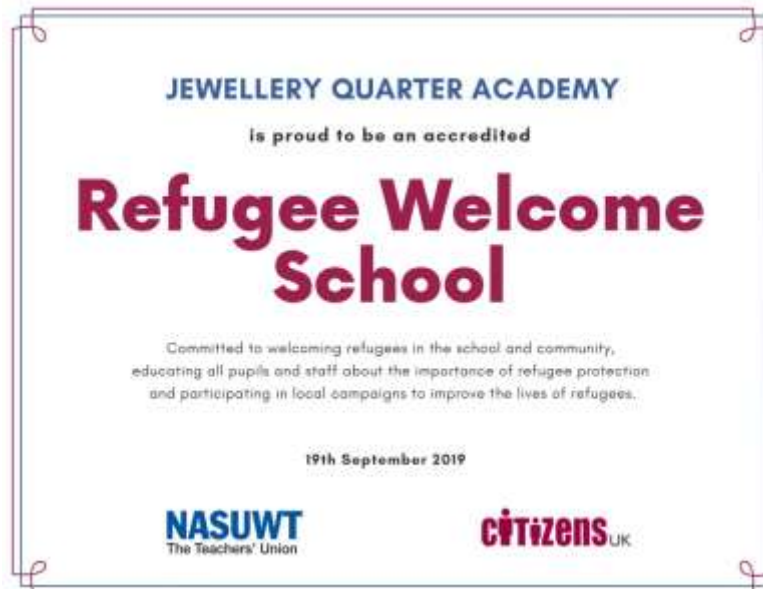 JEWELLERY QUARTER ACADEMY
is proud to be an accredited
Refugee Welcome
School
Committed to welcoming refugees in the school and community,
educating all pupils and staff about the importance of refugee protection
and participating in local campaigns to improve the lives of refugees.
19th September 2019
NASUWT
The Teachers' Union
CITIZENS UK